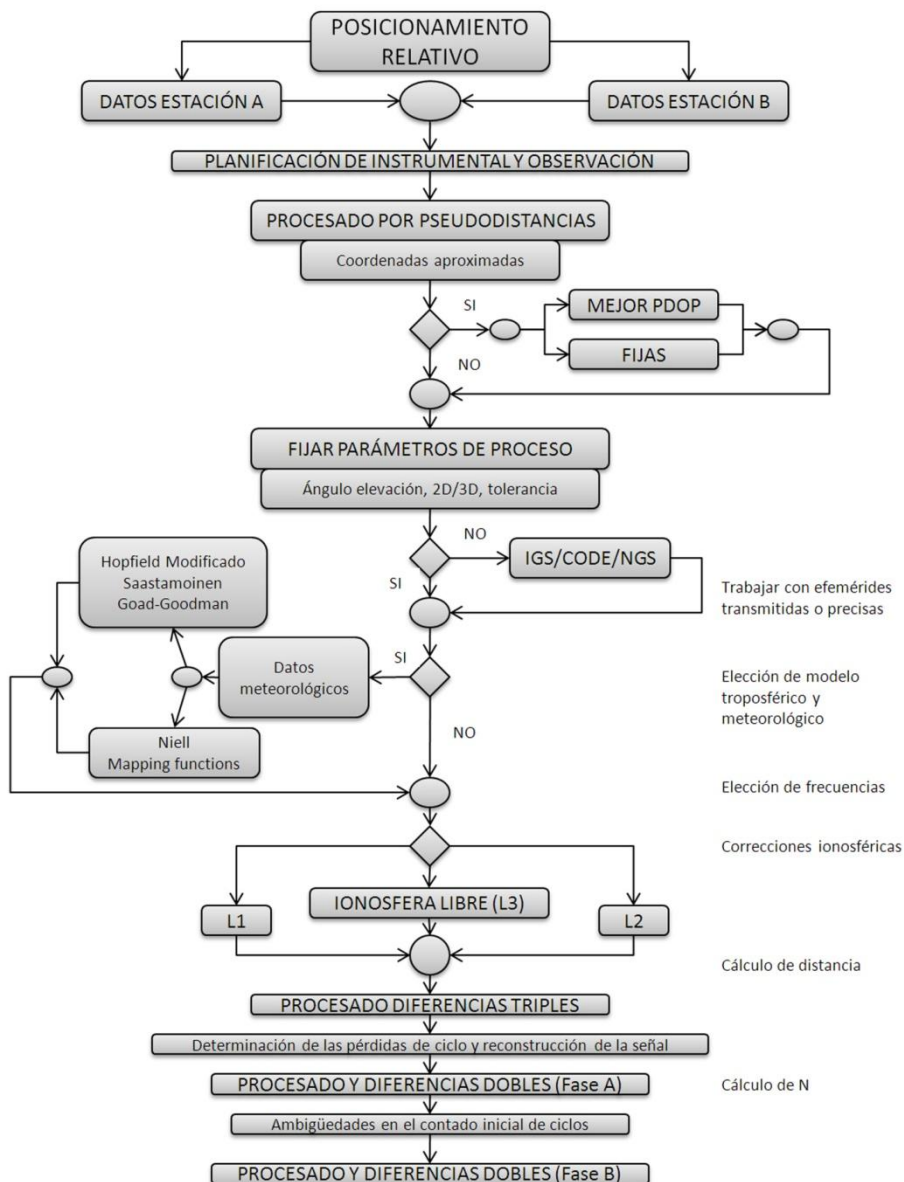 POSICIONAMIENTO
RELATIVO
DATOS ESTACIÓN A
DATOS ESTACIÓN B
PLANIFICACIÓN DE INSTRUMENTAL Y OBSERVACIÓN
PROCESADO POR PSEUDODISTANCIAS
Coordenadas aproximadas
SI
MEJOR PDOP
FIJAS
NO
FIJAR PARÁMETROS DE PROCESO
Ángulo elevación, 2D/3D, tolerancia
NO
IGS/CODE/NGS
SI
Trabajar con efemérides
transmitidas o precisas
Hopfield Modificado
Saastamoinen
Goad-Goodman
SI
Datos
meteorológicos
Elección de modelo
troposférico y
meteorológico
Niell
Mapping functions
NO
Elección de frecuencias
Correcciones ionosféricas
L1
IONOSFERA LIBRE (L3)
L2
Cálculo de distancia
PROCESADO DIFERENCIAS TRIPLES
Determinación de las pérdidas de ciclo y reconstrucción de la señal
PROCESADO Y DIFERENCIAS DOBLES (Fase A)
Cálculo de N
Ambigüedades en el contado inicial de ciclos
PROCESADO Y DIFERENCIAS DOBLES (Fase B)